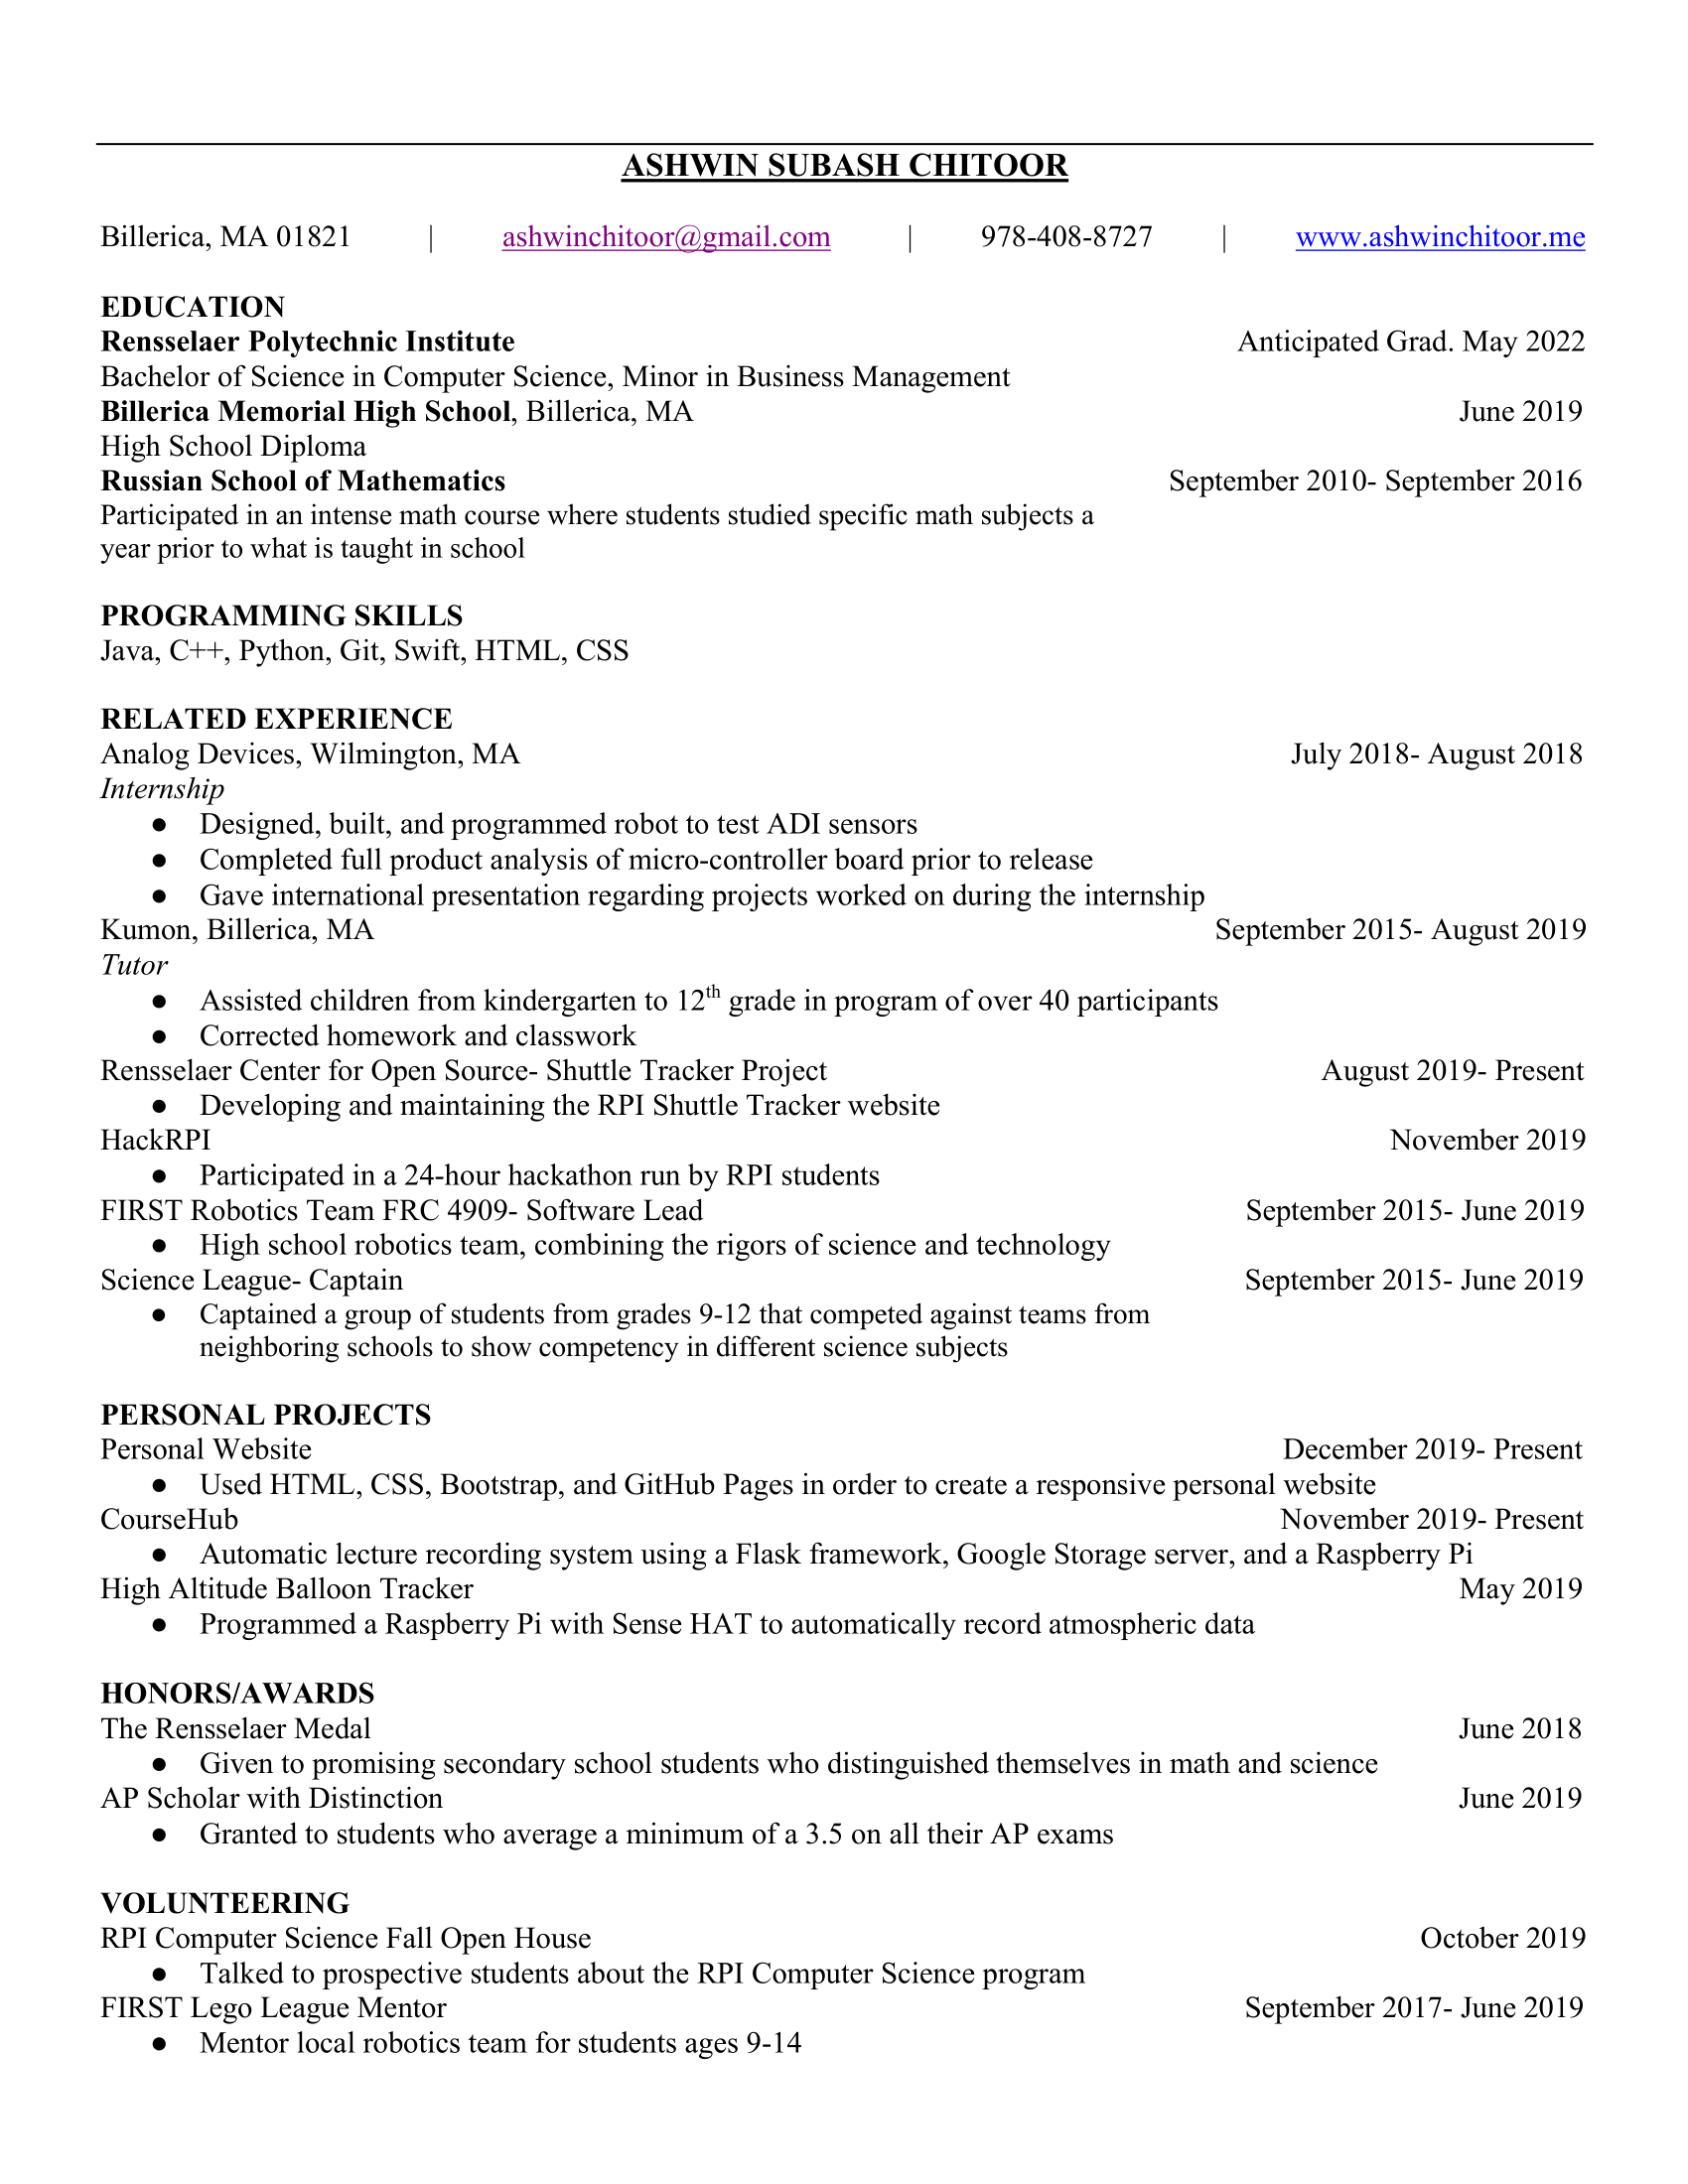 ASHWIN SUBASH CHITOOR
Billerica, MA 01821 | ashwinchitoor@gmail.com | 978-408-8727 | www.ashwinchitoor.me
EDUCATION
Rensselaer Polytechnic Institute Anticipated Grad. May 2022
Bachelor of Science in Computer Science, Minor in Business Management
Billerica Memorial High School, Billerica, MA June 2019
High School Diploma
Russian School of Mathematics September 2010- September 2016
Participated in an intense math course where students studied specific math subjects a
year prior to what is taught in school
PROGRAMMING SKILLS
Java, C++, Python, Git, Swift, HTML, CSS
RELATED EXPERIENCE
Analog Devices, Wilmington, MA July 2018- August 2018
Internship
● Designed, built, and programmed robot to test ADI sensors
● Completed full product analysis of micro-controller board prior to release
● Gave international presentation regarding projects worked on during the internship
Kumon, Billerica, MA September 2015- August 2019
Tutor
● Assisted children from kindergarten to 12th grade in program of over 40 participants
● Corrected homework and classwork
Rensselaer Center for Open Source- Shuttle Tracker Project August 2019- Present
● Developing and maintaining the RPI Shuttle Tracker website
HackRPI November 2019
● Participated in a 24-hour hackathon run by RPI students
FIRST Robotics Team FRC 4909- Software Lead September 2015- June 2019
● High school robotics team, combining the rigors of science and technology
Science League- Captain September 2015- June 2019
● Captained a group of students from grades 9-12 that competed against teams from
neighboring schools to show competency in different science subjects
PERSONAL PROJECTS
Personal Website December 2019- Present
● Used HTML, CSS, Bootstrap, and GitHub Pages in order to create a responsive personal website
CourseHub November 2019- Present
● Automatic lecture recording system using a Flask framework, Google Storage server, and a Raspberry Pi
High Altitude Balloon Tracker May 2019
● Programmed a Raspberry Pi with Sense HAT to automatically record atmospheric data
HONORS/AWARDS
The Rensselaer Medal June 2018
● Given to promising secondary school students who distinguished themselves in math and science
AP Scholar with Distinction June 2019
● Granted to students who average a minimum of a 3.5 on all their AP exams
VOLUNTEERING
RPI Computer Science Fall Open House October 2019
● Talked to prospective students about the RPI Computer Science program
FIRST Lego League Mentor September 2017- June 2019
● Mentor local robotics team for students ages 9-14